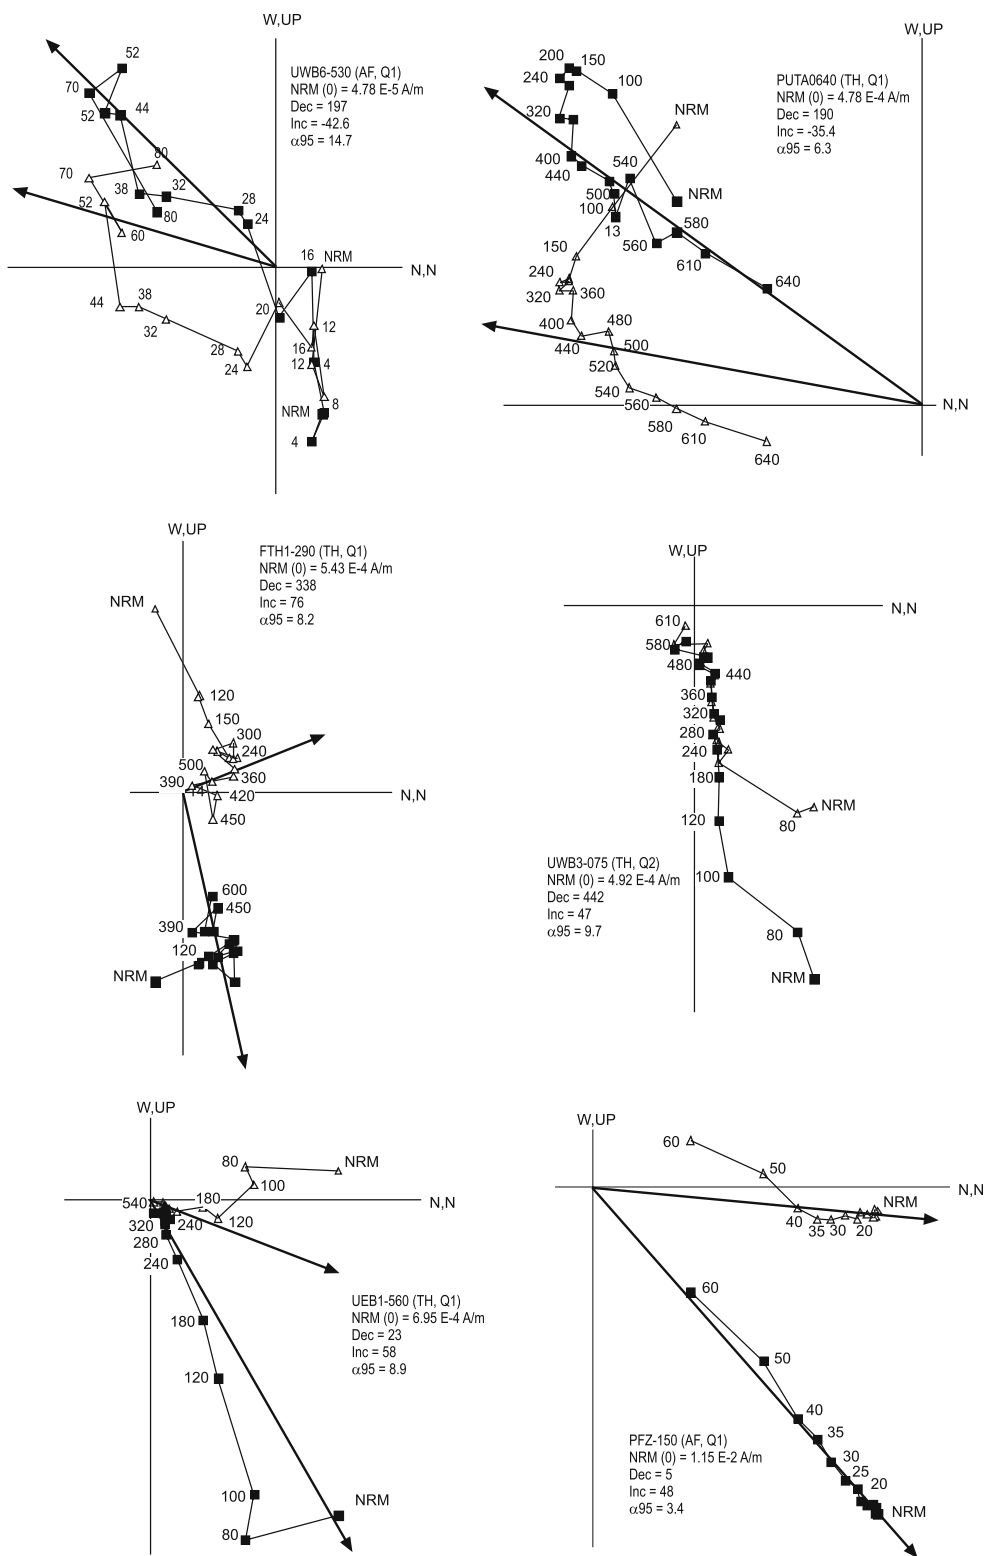 W,UP
UWB6-530 (AF, Q1)
NRM (0) = 4.78 E-5 A/m
Dec = 197
Inc = -42.6
α95 = 14.7
52
70
52
44
80
70
52
38
32
80
60
28
24
16
NRM
N,N
20
12
44
38
32
28
24
16
12
4
8
NRM
4
W,UP
PUTA0640 (TH, Q1)
NRM (0) = 4.78 E-4 A/m
Dec = 190
Inc = -35.4
α95 = 6.3
200
150
240
100
320
NRM
400
440
540
500
NRM
100
13
580
560
150
610
240
640
320
360
400
480
440
500
520
540
560
N,N
580
610
640
W,UP
FTH1-290 (TH, Q1)
NRM (0) = 5.43 E-4 A/m
Dec = 338
Inc = 76
α95 = 8.2
NRM
120
150
300
240
500
360
390
420
N,N
450
600
450
390
120
NRM
W,UP
N,N
610
580
480
440
360
320
280
240
180
NRM
80
120
UWB3-075 (TH, Q2)
NRM (0) = 4.92 E-4 A/m
Dec = 442
Inc = 47
α95 = 9.7
100
80
NRM
W,UP
80
NRM
100
540
180
N,N
120
320
240
280
240
UEB1-560 (TH, Q1)
NRM (0) = 6.95 E-4 A/m
Dec = 23
Inc = 58
α95 = 8.9
180
120
100
NRM
80
W,UP
60
50
N,N
NRM
40
35
30
20
60
50
40
35
30
25
20
NRM
PFZ-150 (AF, Q1)
NRM (0) = 1.15 E-2 A/m
Dec = 5
Inc = 48
α95 = 3.4